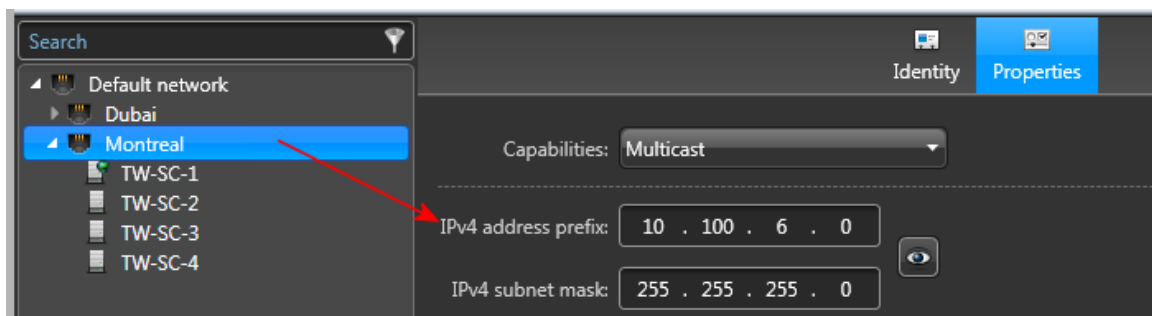 Search
Default network
Dubai
Montreal
TW-SC-1
TW-SC-2
TW-SC-3
TW-SC-4
Identity
Properties
Capabilities: Multicast
IPv4 address prefix: 10 . 100 . 6 . 0
IPv4 subnet mask: 255 . 255 . 255 . 0